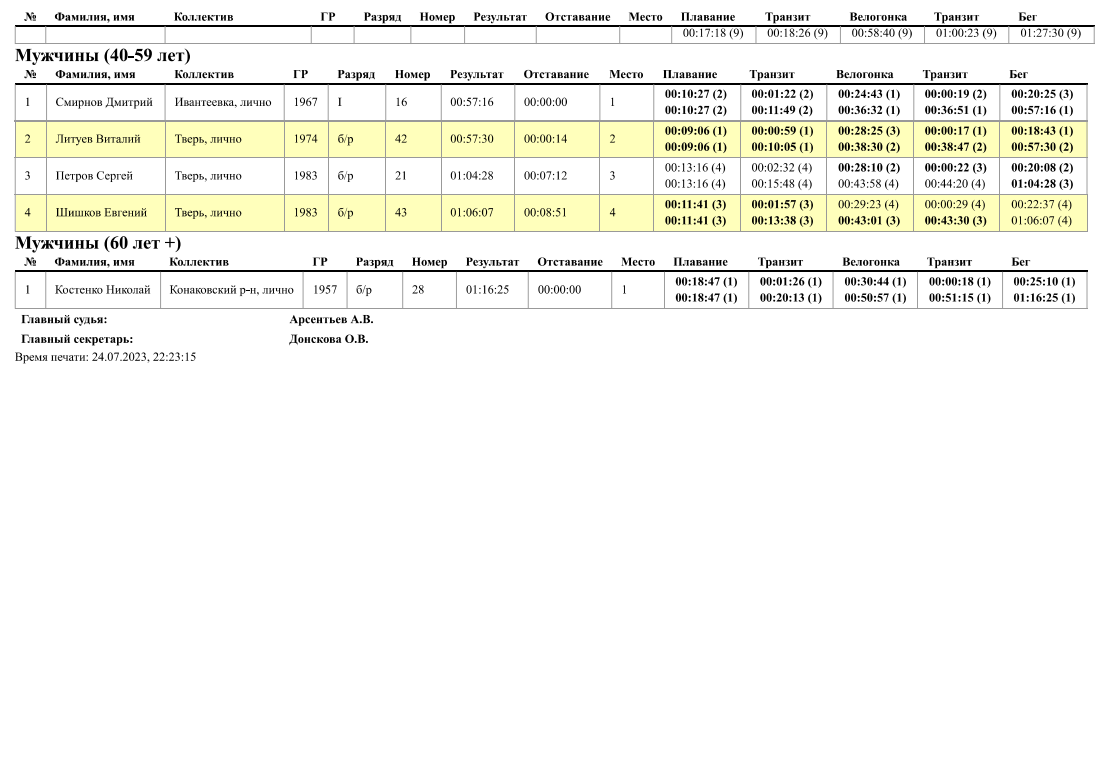 № Фамилия, имя Коллектив ГР Разряд Номер Результат Отставание Место Плавание Транзит Велогонка Транзит Бег
00:17:18 (9) 00:18:26 (9) 00:58:40 (9) 01:00:23 (9) 01:27:30 (9)
Мужчины (40-59 лет)
№ Фамилия, имя Коллектив ГР Разряд Номер Результат Отставание Место Плавание Транзит Велогонка Транзит Бег
00:10:27 (2) 00:01:22 (2) 00:24:43 (1) 00:00:19 (2) 00:20:25 (3)
1 Смирнов Дмитрий Ивантеевка, лично 1967 I 16 00:57:16 00:00:00 1
00:10:27 (2) 00:11:49 (2) 00:36:32 (1) 00:36:51 (1) 00:57:16 (1)
00:09:06 (1) 00:00:59 (1) 00:28:25 (3) 00:00:17 (1) 00:18:43 (1)
2 Литуев Виталий Тверь, лично 1974 б/р 42 00:57:30 00:00:14 2
00:09:06 (1) 00:10:05 (1) 00:38:30 (2) 00:38:47 (2) 00:57:30 (2)
00:13:16 (4) 00:02:32 (4) 00:28:10 (2) 00:00:22 (3) 00:20:08 (2)
3 Петров Сергей Тверь, лично 1983 б/р 21 01:04:28 00:07:12 3
00:13:16 (4) 00:15:48 (4) 00:43:58 (4) 00:44:20 (4) 01:04:28 (3)
00:11:41 (3) 00:01:57 (3) 00:29:23 (4) 00:00:29 (4) 00:22:37 (4)
4 Шишков Евгений Тверь, лично 1983 б/р 43 01:06:07 00:08:51 4
00:11:41 (3) 00:13:38 (3) 00:43:01 (3) 00:43:30 (3) 01:06:07 (4)
Мужчины (60 лет +)
№ Фамилия, имя Коллектив ГР Разряд Номер Результат Отставание Место Плавание Транзит Велогонка Транзит Бег
00:18:47 (1) 00:01:26 (1) 00:30:44 (1) 00:00:18 (1) 00:25:10 (1)
1 Костенко Николай Конаковский р-н, лично 1957 б/р 28 01:16:25 00:00:00 1
00:18:47 (1) 00:20:13 (1) 00:50:57 (1) 00:51:15 (1) 01:16:25 (1)
Главный судья: Арсентьев А.В.
Главный секретарь: Донскова О.В.
Время печати: 24.07.2023, 22:23:15